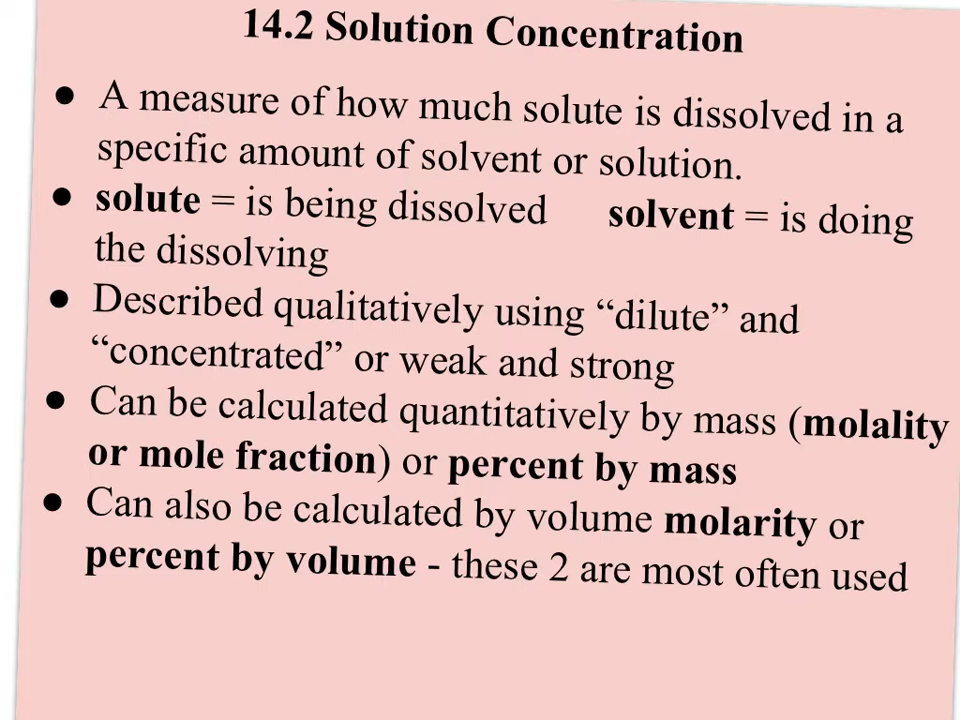 14.2 Solution Concentration
● A measure of how much solute is dissolved in a
specific amount of solvent or solution.
● solute = is being dissolved solvent = is doing
the dissolving
● Described qualitatively using “dilute” and
“concentrated” or weak and strong
● Can be calculated quantitatively by mass (molality
or mole fraction) or percent by mass
● Can also be calculated by volume molarity or
percent by volume - these 2 are most often used